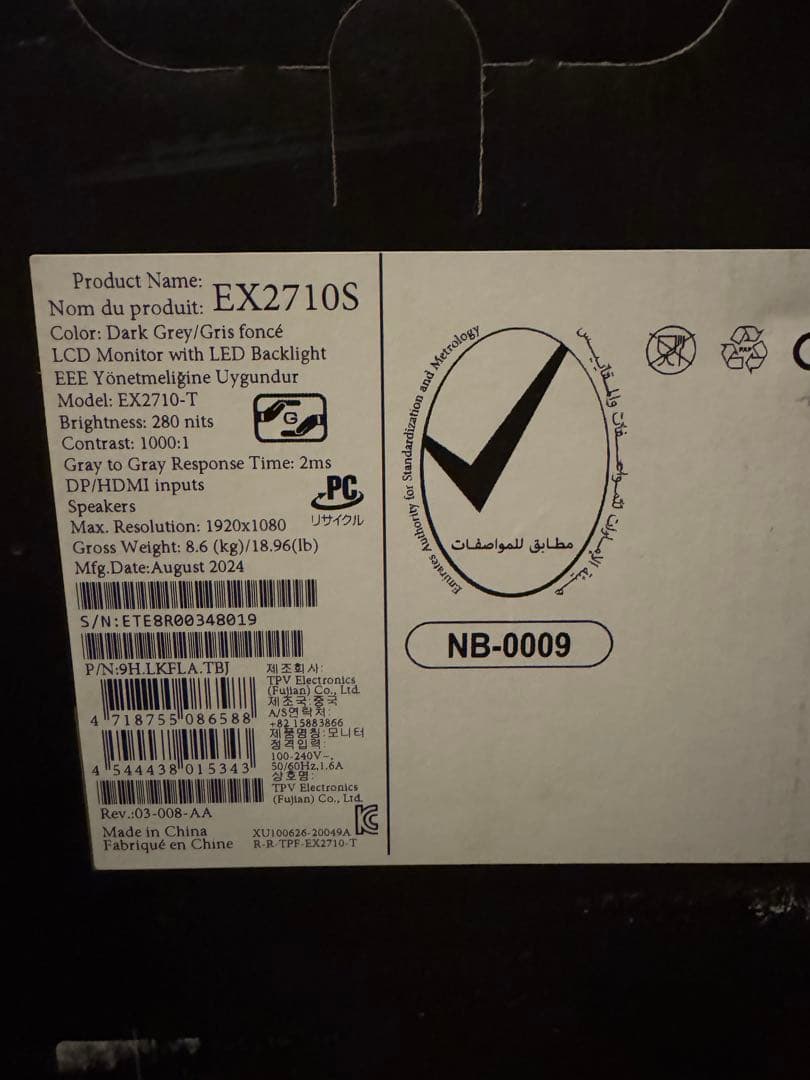 Product Name:
Nom du produit: EX2710S
Color: Dark Grey/Gris foncé
LCD Monitor with LED Backlight
EEE Yönetmeliğine Uygundur
Model: EX2710-T
Brightness: 280 nits
Contrast: 1000:1
Gray to Gray Response Time: 2ms
DP/HDMI inputs
Speakers
Max. Resolution: 1920x1080
Gross Weight: 8.6 (kg)/18.96(lb)
Mfg.Date:August 2024
G
PC
リサイクル
S/N:ETE8R00348019
P/N:9H.LKFLA.TBJ
4 718755 086588
4 544438 015343
제조회사:
TPV Electronics
(Fujian) Co., Ltd.
제조국:중국
A/S연락처:
+82 15883866
제품명칭:모니터
정격입력:
100-240V~,
50/60Hz,1.6A
상호명:
TPV Electronics
(Fujian) Co., Ltd.
Rev.:03-008-AA
Made in China
Fabriqué en Chine
XU100626-20049A
R-R-TPF-EX2710-T
Emirates Authority for Standardization and Metrology
هيئة الإمارات للمواصفات والمقاييس
مطابق للمواصفات
NB-0009
PAP